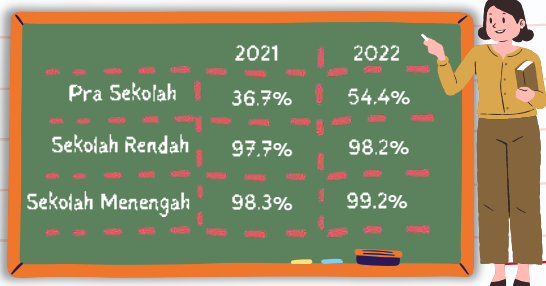 2021 2022
Pra Sekolah 36.7% 54.4%
Sekolah Rendah 97.7% 98.2%
Sekolah Menengah 98.3% 99.2%